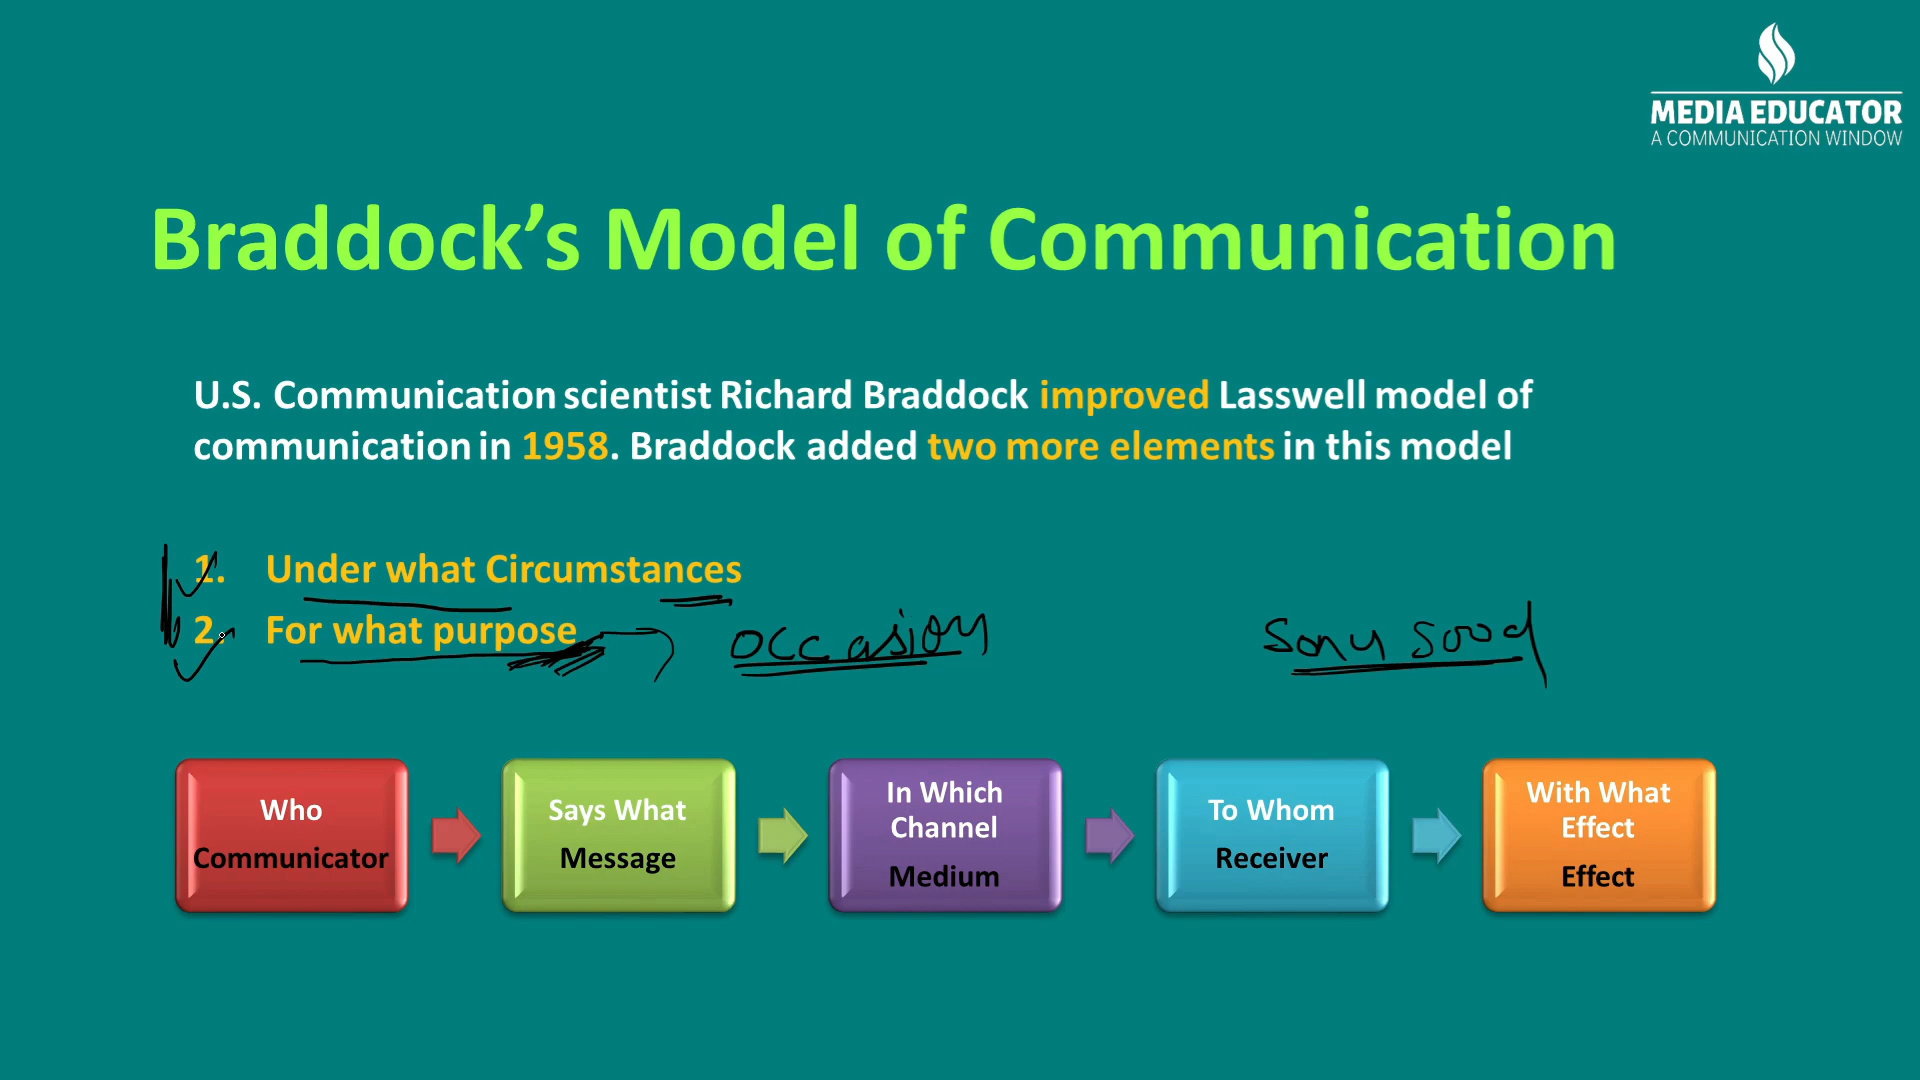 MEDIA EDUCATOR
A COMMUNICATION WINDOW
Braddock’s Model of Communication
U.S. Communication scientist Richard Braddock improved Lasswell model of
communication in 1958. Braddock added two more elements in this model
1. Under what Circumstances
2. For what purpose
occasion
Sonu Sood
Who
Communicator
Says What
Message
In Which
Channel
Medium
To Whom
Receiver
With What
Effect
Effect